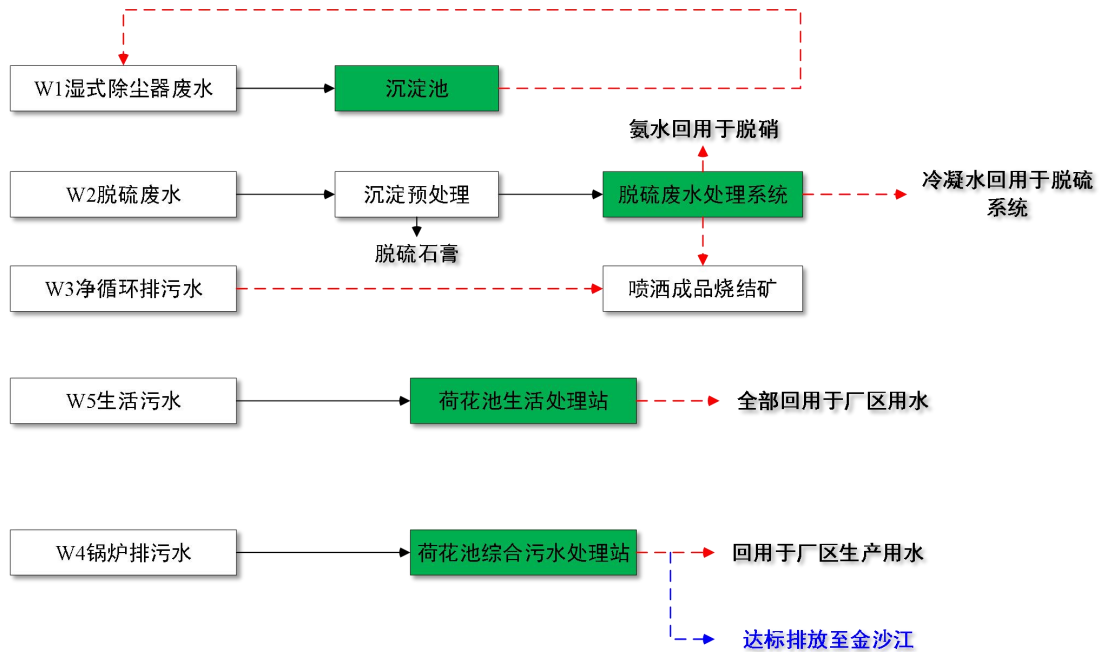 W1湿式除尘器废水
沉淀池
氨水回用于脱硝
W2脱硫废水
沉淀预处理
脱硫废水处理系统
冷凝水回用于脱硫
系统
脱硫石膏
W3净循环排污水
喷洒成品烧结矿
W5生活污水
荷花池生活处理站
全部回用于厂区用水
W4锅炉排污水
荷花池综合污水处理站
回用于厂区生产用水
达标排放至金沙江